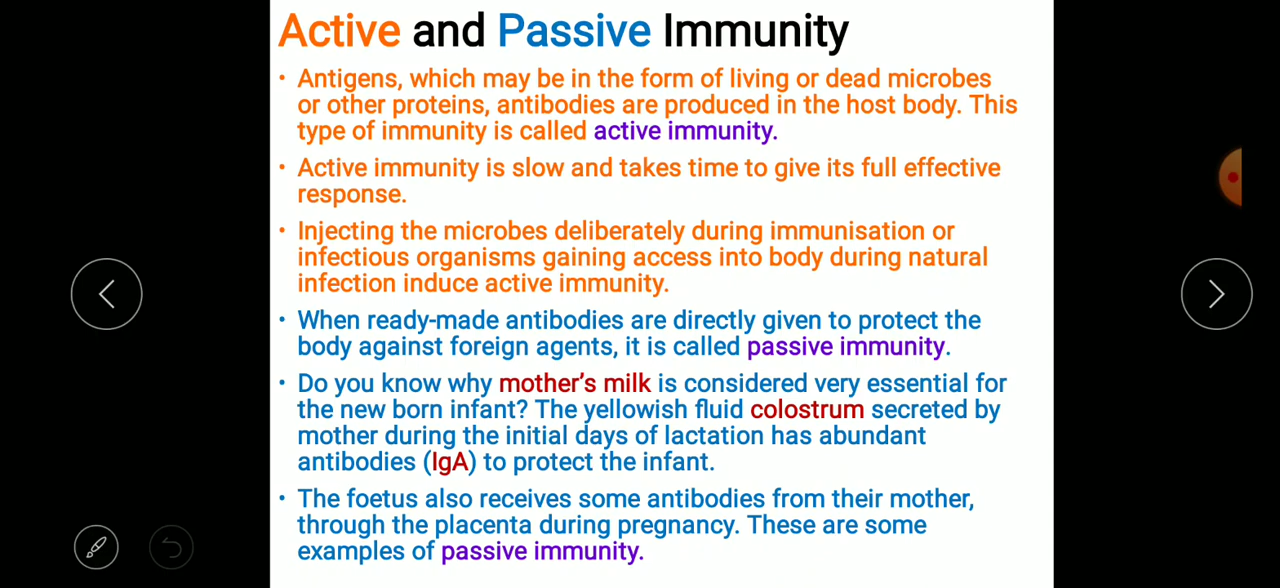 Active and Passive Immunity
• Antigens, which may be in the form of living or dead microbes
or other proteins, antibodies are produced in the host body. This
type of immunity is called active immunity.
• Active immunity is slow and takes time to give its full effective
response.
• Injecting the microbes deliberately during immunisation or
infectious organisms gaining access into body during natural
infection induce active immunity.
• When ready-made antibodies are directly given to protect the
body against foreign agents, it is called passive immunity.
• Do you know why mother's milk is considered very essential for
the new born infant? The yellowish fluid colostrum secreted by
mother during the initial days of lactation has abundant
antibodies (IgA) to protect the infant.
• The foetus also receives some antibodies from their mother,
through the placenta during pregnancy. These are some
examples of passive immunity.